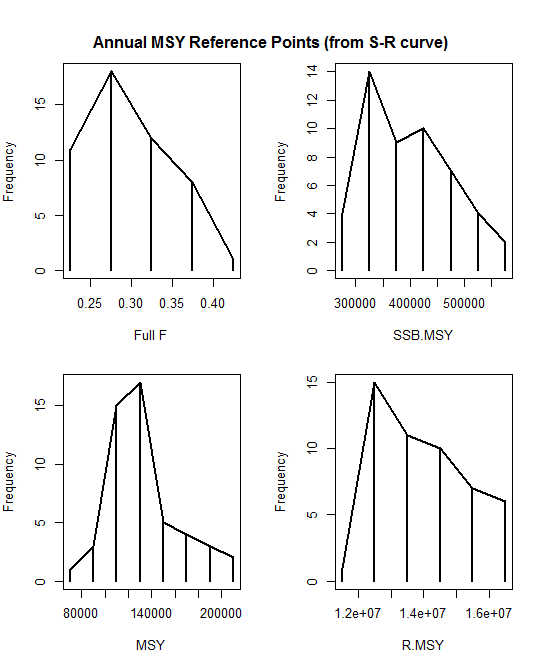 Annual MSY Reference Points (from S-R curve)
Frequency
0 5 10 15
0.25 0.30 0.35 0.40
Full F
Frequency
0 2 4 6 8 10 12 14
300000 400000 500000
SSB.MSY
Frequency
0 5 10 15
80000 140000 200000
MSY
Frequency
0 5 10 15
1.2e+07 1.4e+07 1.6e+07
R.MSY